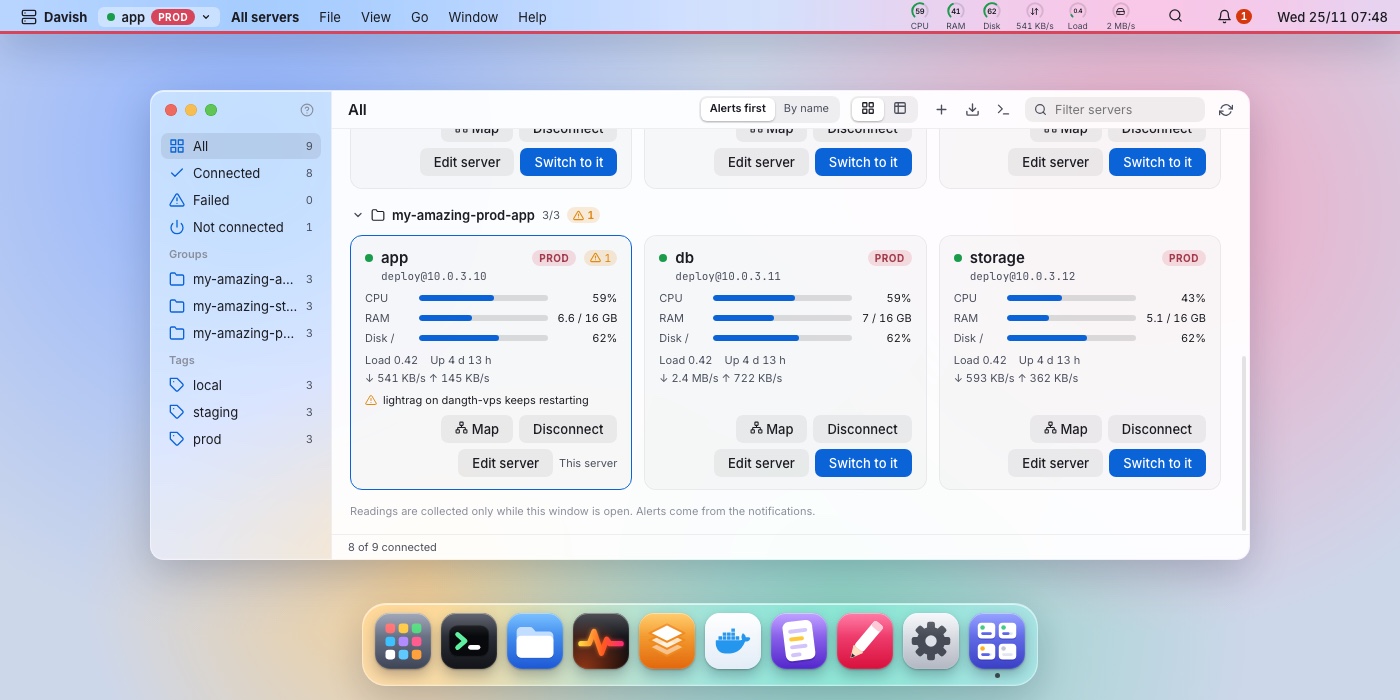 Davish app PROD All servers File View Go Window Help 59 CPU 41 RAM 62 Disk 541 KB/s 0.4 Load 2 MB/s 1 Wed 25/11 07:48
All Alerts first By name Filter servers
All 9
Connected 8
Failed 0
Not connected 1
Groups
my-amazing-a... 3
my-amazing-st... 3
my-amazing-p... 3
Tags
local 3
staging 3
prod 3
Map Disconnect Map Disconnect Map Disconnect
Edit server Switch to it Edit server Switch to it Edit server Switch to it
my-amazing-prod-app 3/3 1
app PROD 1
deploy@10.0.3.10
CPU 59%
RAM 6.6 / 16 GB
Disk / 62%
Load 0.42 Up 4 d 13 h
↓ 541 KB/s ↑ 145 KB/s
lightrag on dangth-vps keeps restarting
Map Disconnect
Edit server This server
db PROD
deploy@10.0.3.11
CPU 59%
RAM 7 / 16 GB
Disk / 62%
Load 0.42 Up 4 d 13 h
↓ 2.4 MB/s ↑ 722 KB/s
Map Disconnect
Edit server Switch to it
storage PROD
deploy@10.0.3.12
CPU 43%
RAM 5.1 / 16 GB
Disk / 62%
Load 0.42 Up 4 d 13 h
↓ 593 KB/s ↑ 362 KB/s
Map Disconnect
Edit server Switch to it
Readings are collected only while this window is open. Alerts come from the notifications.
8 of 9 connected